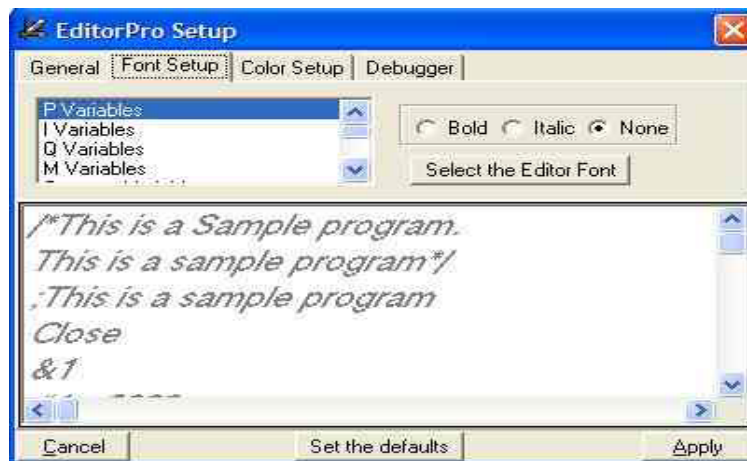 EditorPro Setup
General Font Setup Color Setup Debugger
P Variables
I Variables
Q Variables
M Variables
Bold Italic None
Select the Editor Font
/*This is a Sample program.
This is a sample program*/
;This is a sample program
Close
&1
Cancel Set the defaults Apply